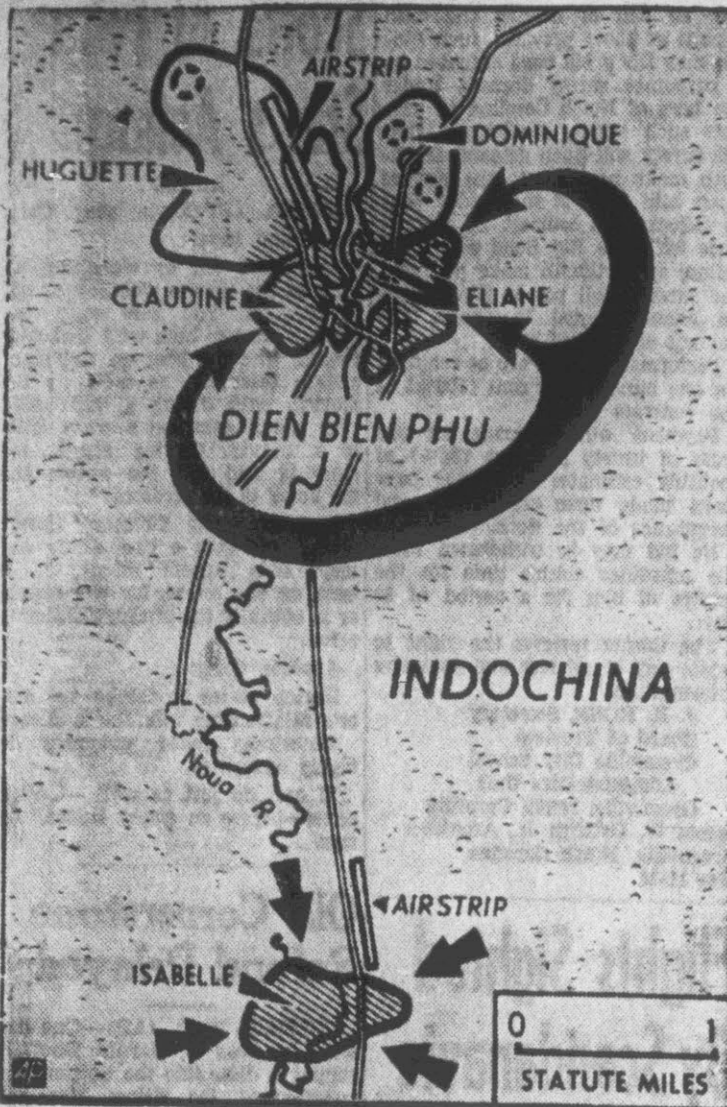 AIRSTRIP
DOMINIQUE
HUGUETTE
CLAUDINE
ELIANE
DIEN BIEN PHU
INDOCHINA
Noua R.
AIRSTRIP
ISABELLE
0 1
STATUTE MILES
AP